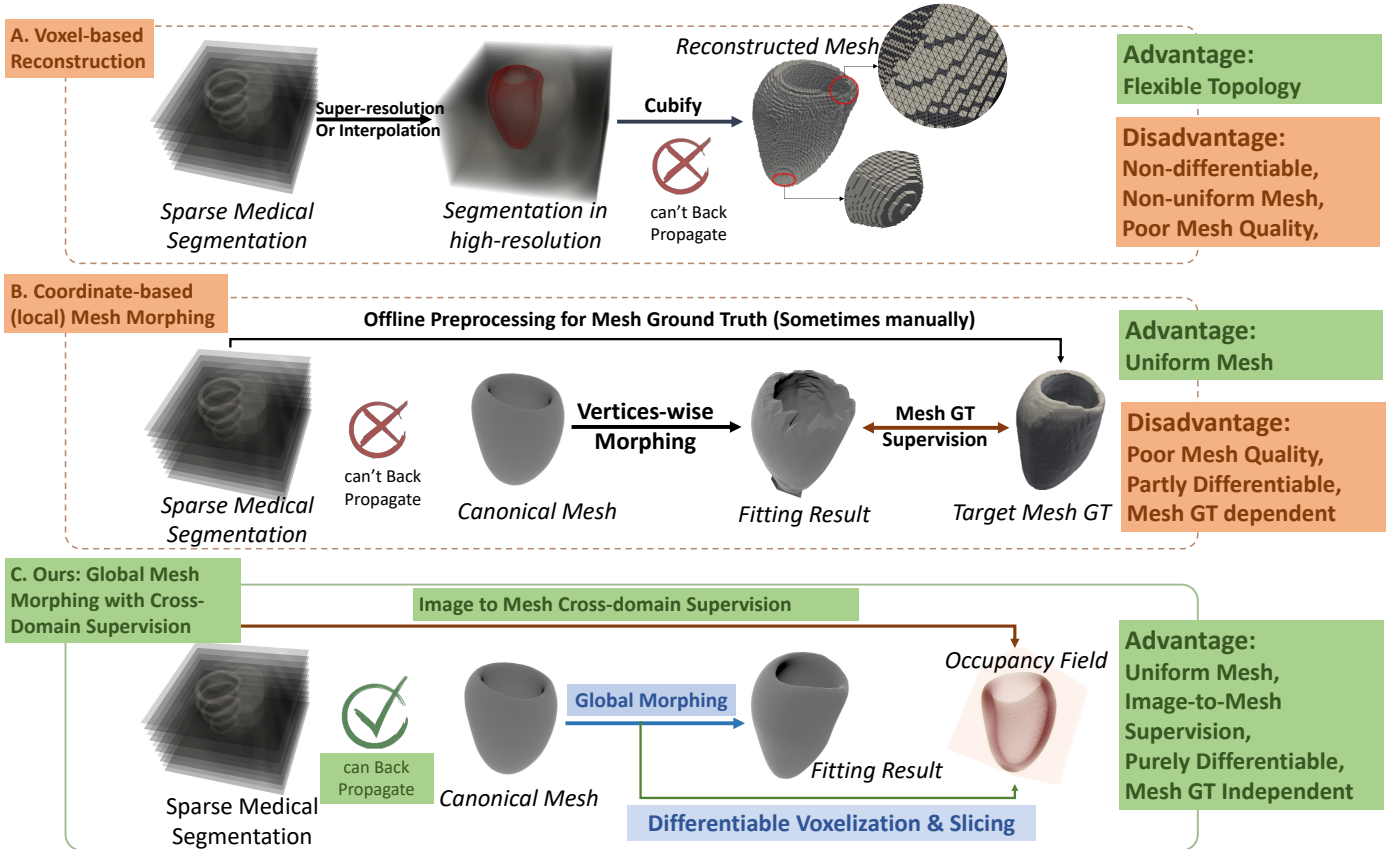 A. Voxel-based
Reconstruction
Super-resolution
Or Interpolation
Sparse Medical
Segmentation
Segmentation in
high-resolution
Cubify
can't Back
Propagate
Reconstructed Mesh
Advantage:
Flexible Topology
Disadvantage:
Non-differentiable,
Non-uniform Mesh,
Poor Mesh Quality,
B. Coordinate-based
(local) Mesh Morphing
Offline Preprocessing for Mesh Ground Truth (Sometimes manually)
Sparse Medical
Segmentation
can't Back
Propagate
Canonical Mesh
Vertices-wise
Morphing
Fitting Result
Mesh GT
Supervision
Target Mesh GT
Advantage:
Uniform Mesh
Disadvantage:
Poor Mesh Quality,
Partly Differentiable,
Mesh GT dependent
C. Ours: Global Mesh
Morphing with Cross-
Domain Supervision
Image to Mesh Cross-domain Supervision
Sparse Medical
Segmentation
can Back
Propagate
Canonical Mesh
Global Morphing
Fitting Result
Occupancy Field
Differentiable Voxelization & Slicing
Advantage:
Uniform Mesh,
Image-to-Mesh
Supervision,
Purely Differentiable,
Mesh GT Independent